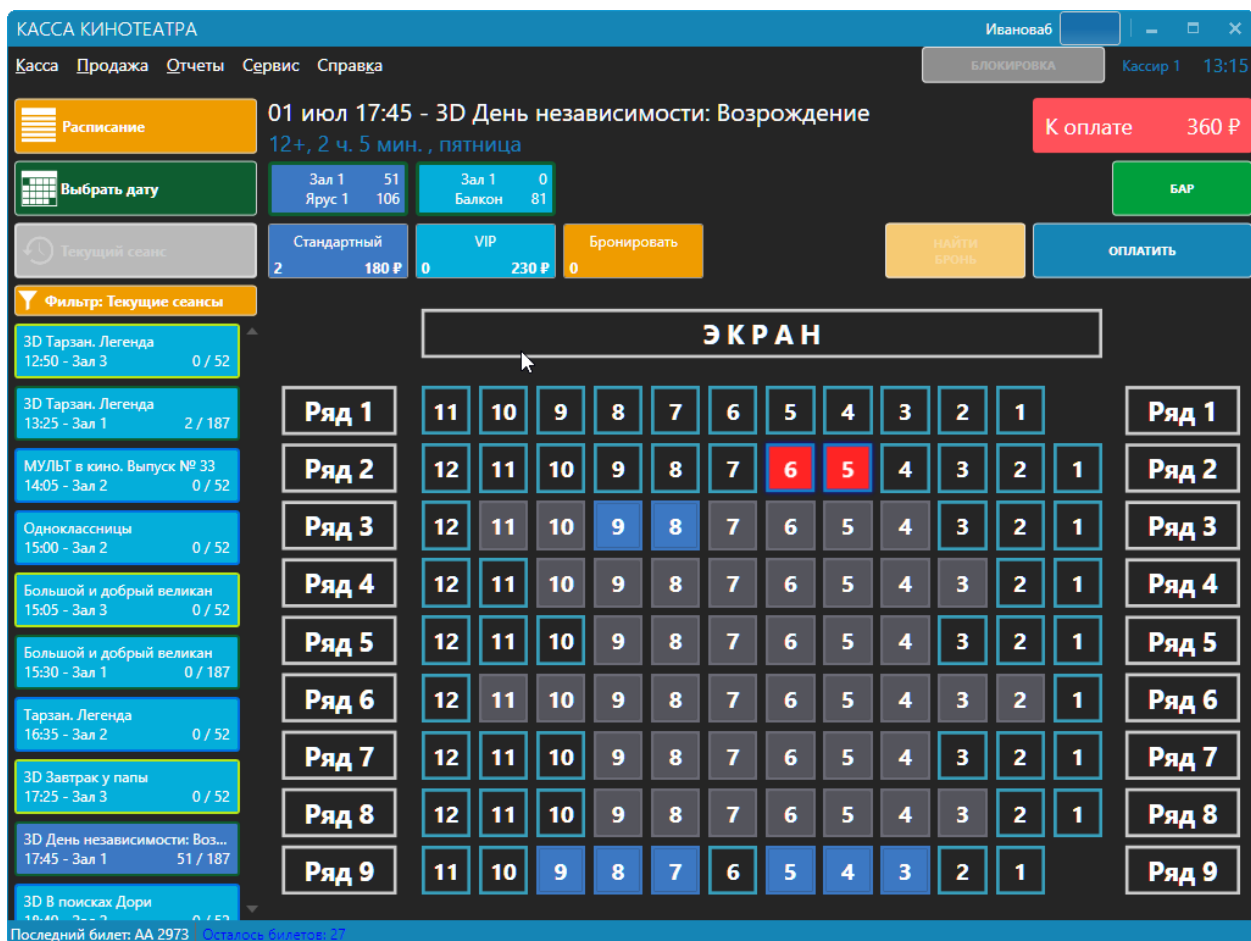 КАССА КИНОТЕАТРА
Ивановаб
Касса Продажа Отчеты Сервис Справка
БЛОКИРОВКА
Кассир 1 13:15
Расписание
01 июл 17:45 - 3D День независимости: Возрождение
12+, 2 ч. 5 мин. , пятница
К оплате 360 ₽
Выбрать дату
Зал 1 51
Ярус 1 106
Зал 1 0
Балкон 81
БАР
Текущий сеанс
Стандартный
2 180 ₽
VIP
0 230 ₽
Бронировать
0
НАЙТИ
БРОНЬ
ОПЛАТИТЬ
Фильтр: Текущие сеансы
3D Тарзан. Легенда
12:50 - Зал 3 0 / 52
3D Тарзан. Легенда
13:25 - Зал 1 2 / 187
МУЛЬТ в кино. Выпуск № 33
14:05 - Зал 2 0 / 52
Одноклассницы
15:00 - Зал 2 0 / 52
Большой и добрый великан
15:05 - Зал 3 0 / 52
Большой и добрый великан
15:30 - Зал 1 0 / 187
Тарзан. Легенда
16:35 - Зал 2 0 / 52
3D Завтрак у папы
17:25 - Зал 3 0 / 52
3D День независимости: Воз...
17:45 - Зал 1 51 / 187
3D В поисках Дори
ЭКРАН
Ряд 1 11 10 9 8 7 6 5 4 3 2 1 Ряд 1
Ряд 2 12 11 10 9 8 7 6 5 4 3 2 1 Ряд 2
Ряд 3 12 11 10 9 8 7 6 5 4 3 2 1 Ряд 3
Ряд 4 12 11 10 9 8 7 6 5 4 3 2 1 Ряд 4
Ряд 5 12 11 10 9 8 7 6 5 4 3 2 1 Ряд 5
Ряд 6 12 11 10 9 8 7 6 5 4 3 2 1 Ряд 6
Ряд 7 12 11 10 9 8 7 6 5 4 3 2 1 Ряд 7
Ряд 8 12 11 10 9 8 7 6 5 4 3 2 1 Ряд 8
Ряд 9 11 10 9 8 7 6 5 4 3 2 1 Ряд 9
Последний билет: АА 2973 Осталось билетов: 27